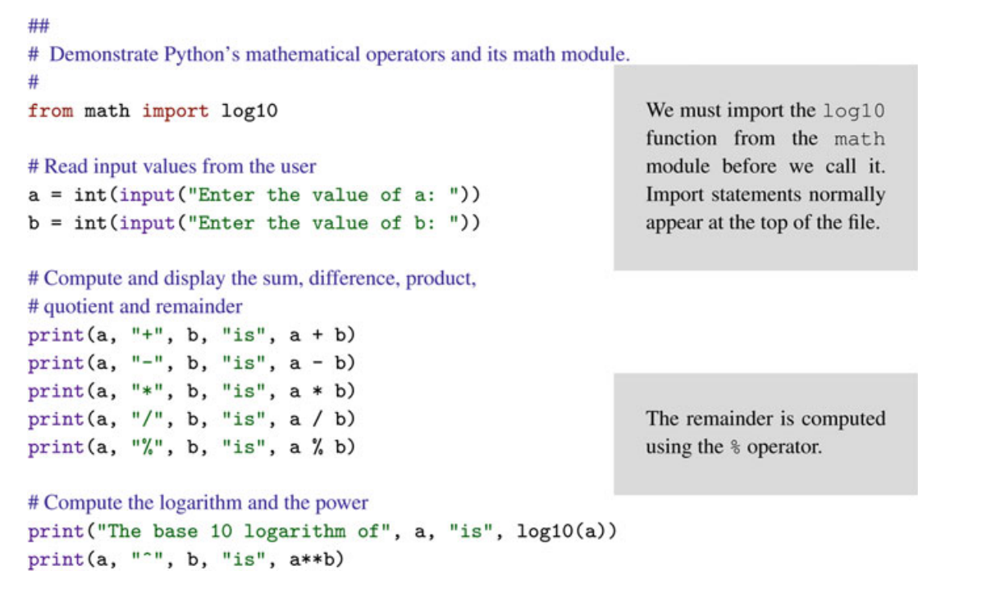 ##
# Demonstrate Python's mathematical operators and its math module.
#
from math import log10
# Read input values from the user
a = int(input("Enter the value of a: "))
b = int(input("Enter the value of b: "))
# Compute and display the sum, difference, product,
# quotient and remainder
print(a, "+", b, "is", a + b)
print(a, "-", b, "is", a - b)
print(a, "*", b, "is", a * b)
print(a, "/", b, "is", a / b)
print(a, "%", b, "is", a % b)
# Compute the logarithm and the power
print("The base 10 logarithm of", a, "is", log10(a))
print(a, "^", b, "is", a**b)
We must import the log10
function from the math
module before we call it.
Import statements normally
appear at the top of the file.
The remainder is computed
using the % operator.